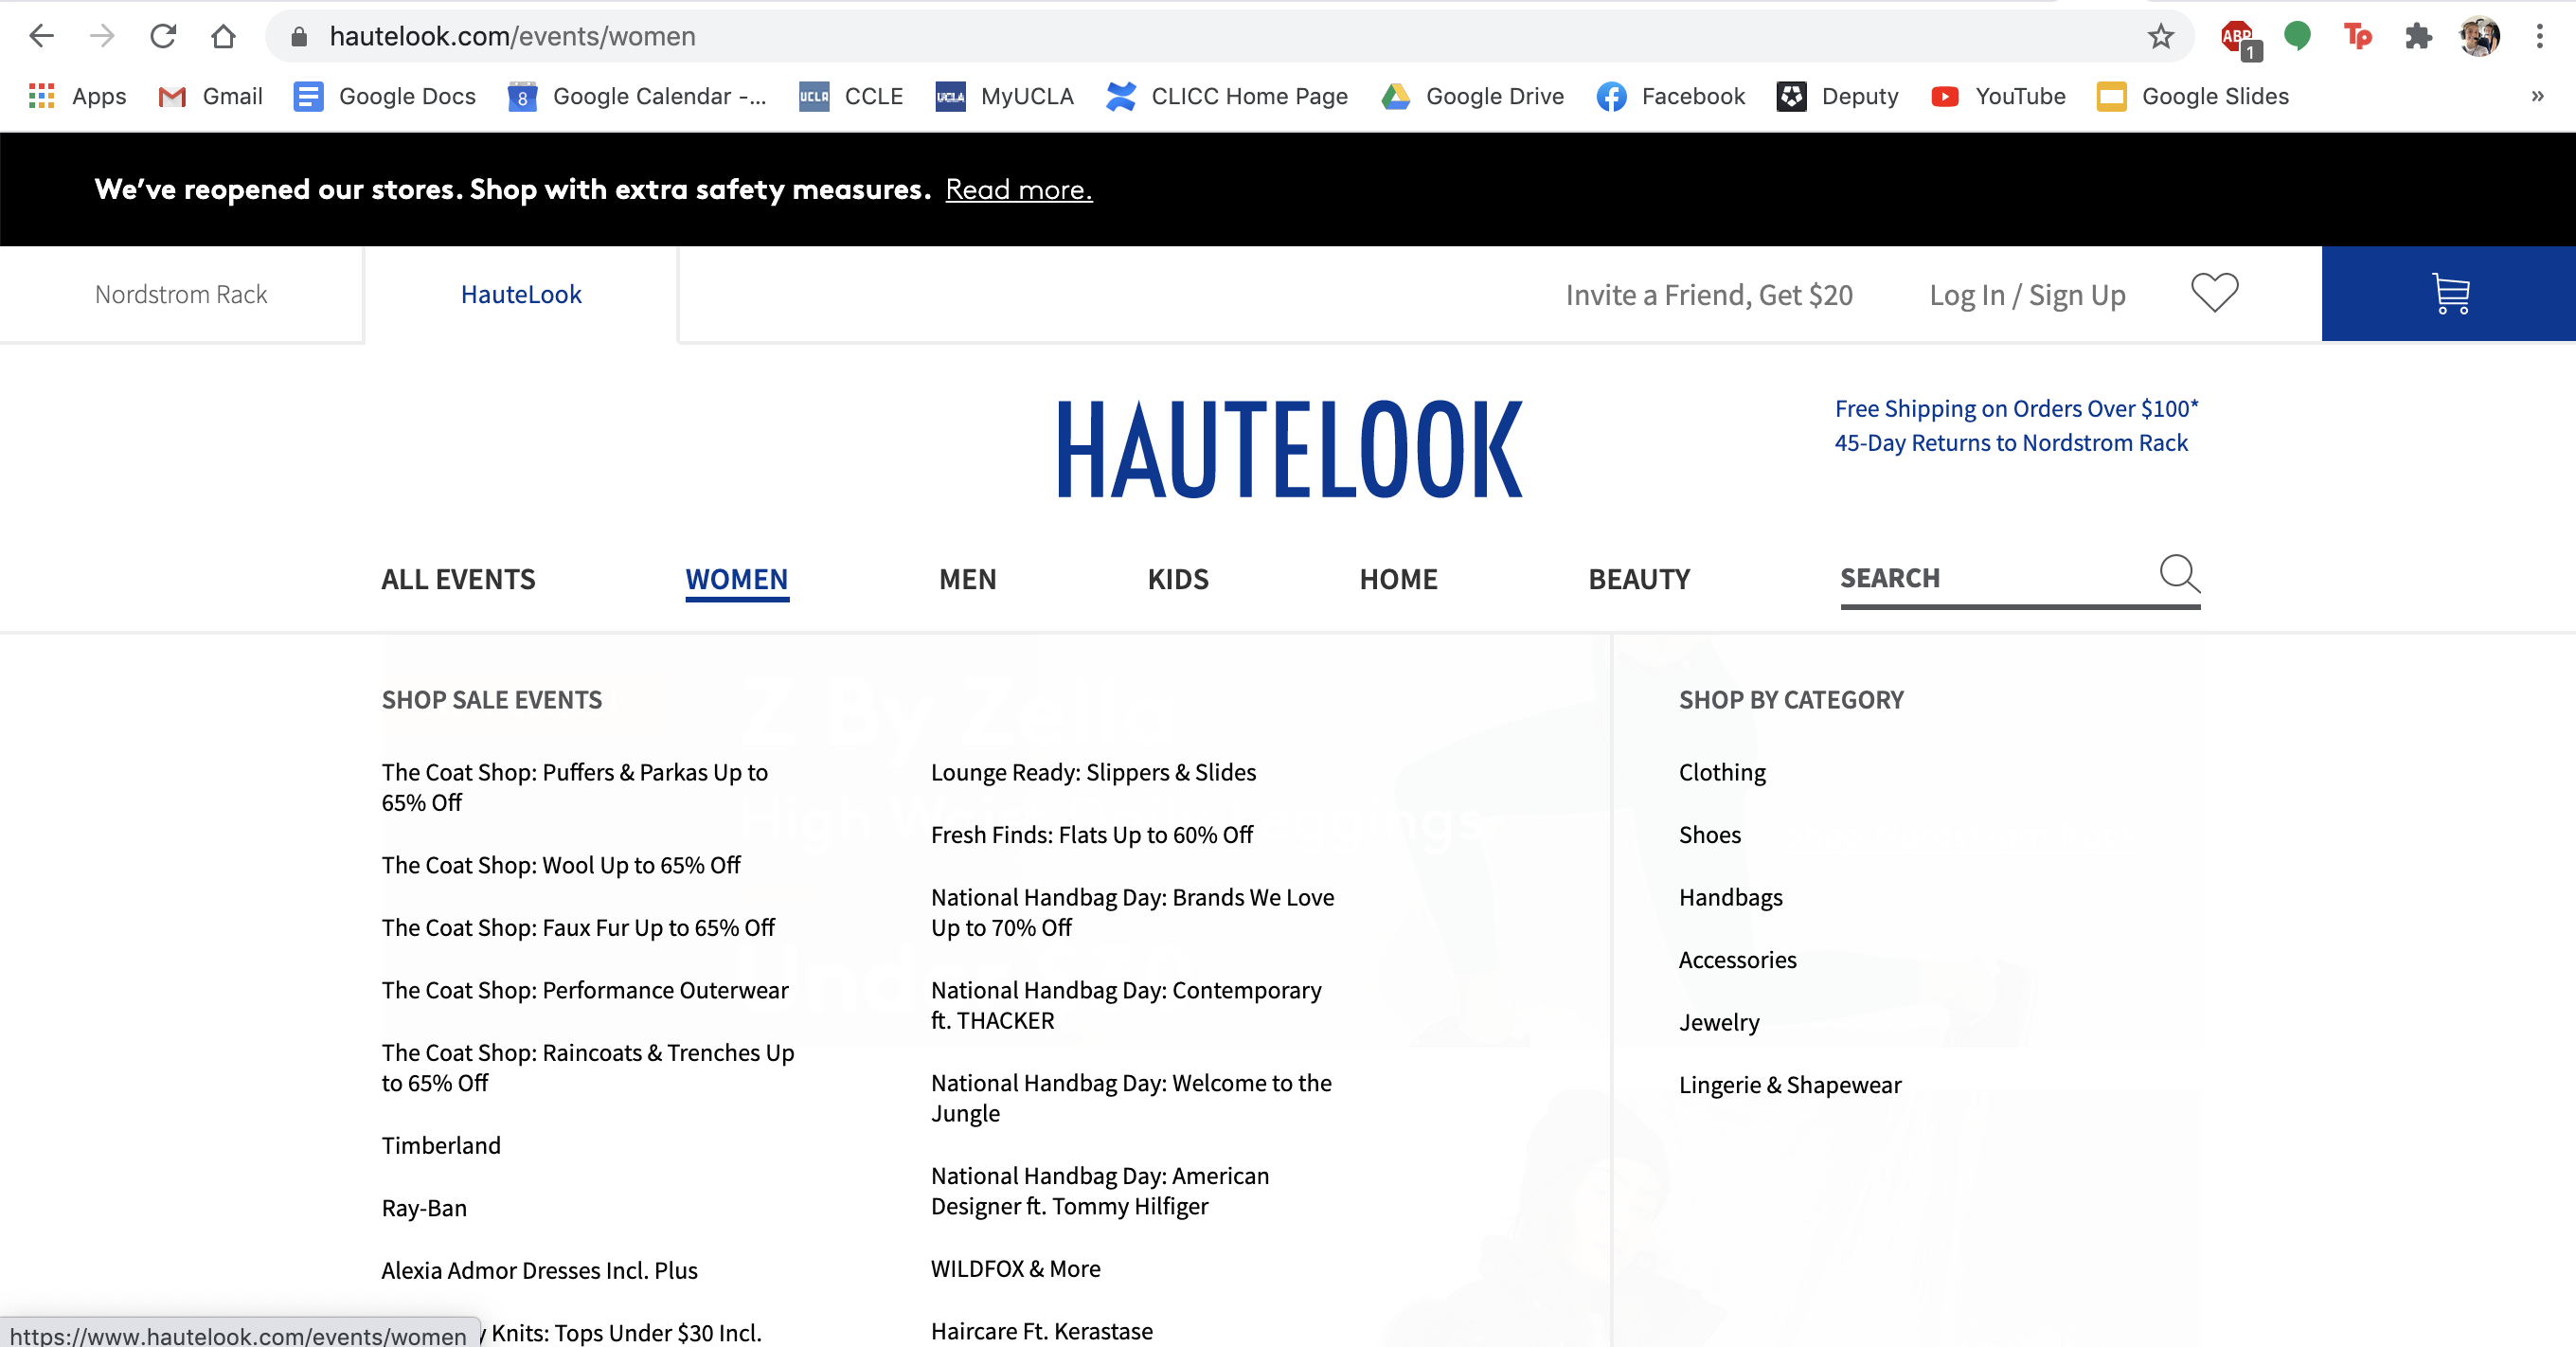 hautelook.com/events/women
ABP
1
Tp
Apps
Gmail
Google Docs
8
Google Calendar -...
UCLA
CCLE
UCLA
MyUCLA
CLICC Home Page
Google Drive
Facebook
Deputy
YouTube
Google Slides
»
We've reopened our stores. Shop with extra safety measures. Read more.
Nordstrom Rack
HauteLook
Invite a Friend, Get $20
Log In / Sign Up
HAUTELOOK
Free Shipping on Orders Over $100*
45-Day Returns to Nordstrom Rack
ALL EVENTS
WOMEN
MEN
KIDS
HOME
BEAUTY
SEARCH
SHOP SALE EVENTS
The Coat Shop: Puffers & Parkas Up to
65% Off
The Coat Shop: Wool Up to 65% Off
The Coat Shop: Faux Fur Up to 65% Off
The Coat Shop: Performance Outerwear
The Coat Shop: Raincoats & Trenches Up
to 65% Off
Timberland
Ray-Ban
Alexia Admor Dresses Incl. Plus
y Knits: Tops Under $30 Incl.
Lounge Ready: Slippers & Slides
Fresh Finds: Flats Up to 60% Off
National Handbag Day: Brands We Love
Up to 70% Off
National Handbag Day: Contemporary
ft. THACKER
National Handbag Day: Welcome to the
Jungle
National Handbag Day: American
Designer ft. Tommy Hilfiger
WILDFOX & More
Haircare Ft. Kerastase
SHOP BY CATEGORY
Clothing
Shoes
Handbags
Accessories
Jewelry
Lingerie & Shapewear
Z By Zella
https://www.hautelook.com/events/women